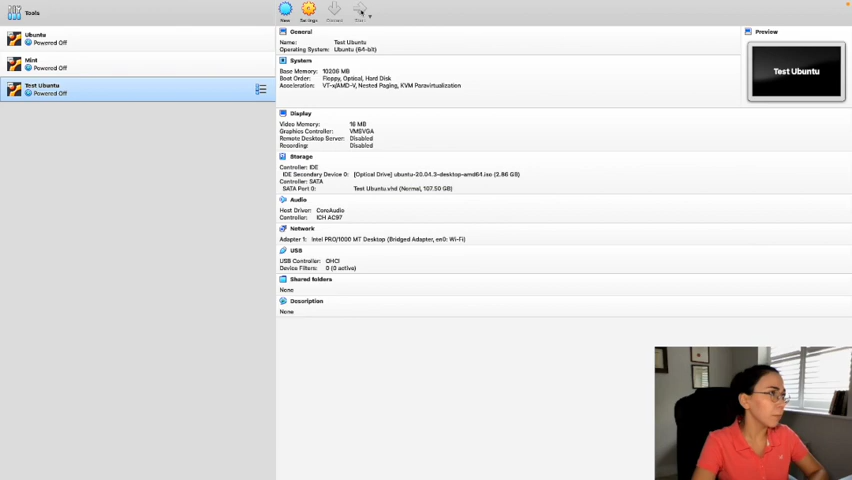 Tools
Ubuntu
Powered Off
Mint
Powered Off
Test Ubuntu
Powered Off
New Settings
General
Name: Test Ubuntu
Operating System: Ubuntu (64-bit)
System
Base Memory: 10206 MB
Boot Order: Floppy, Optical, Hard Disk
Acceleration: VT-x/AMD-V, Nested Paging, KVM Paravirtualization
Display
Video Memory: 16 MB
Graphics Controller: VMSVGA
Remote Desktop Server: Disabled
Recording: Disabled
Storage
Controller: IDE
IDE Secondary Device 0: [Optical Drive] ubuntu-20.04.3-desktop-amd64.iso (2.86 GB)
Controller: SATA
SATA Port 0: Test Ubuntu.vhd (Normal, 107.50 GB)
Audio
Host Driver: CoreAudio
Controller: ICH AC97
Network
Adapter 1: Intel PRO/1000 MT Desktop (Bridged Adapter, en0: Wi-Fi)
USB
USB Controller: OHCI
Device Filters: 0 (0 active)
Shared folders
None
Description
None
Preview
Test Ubuntu